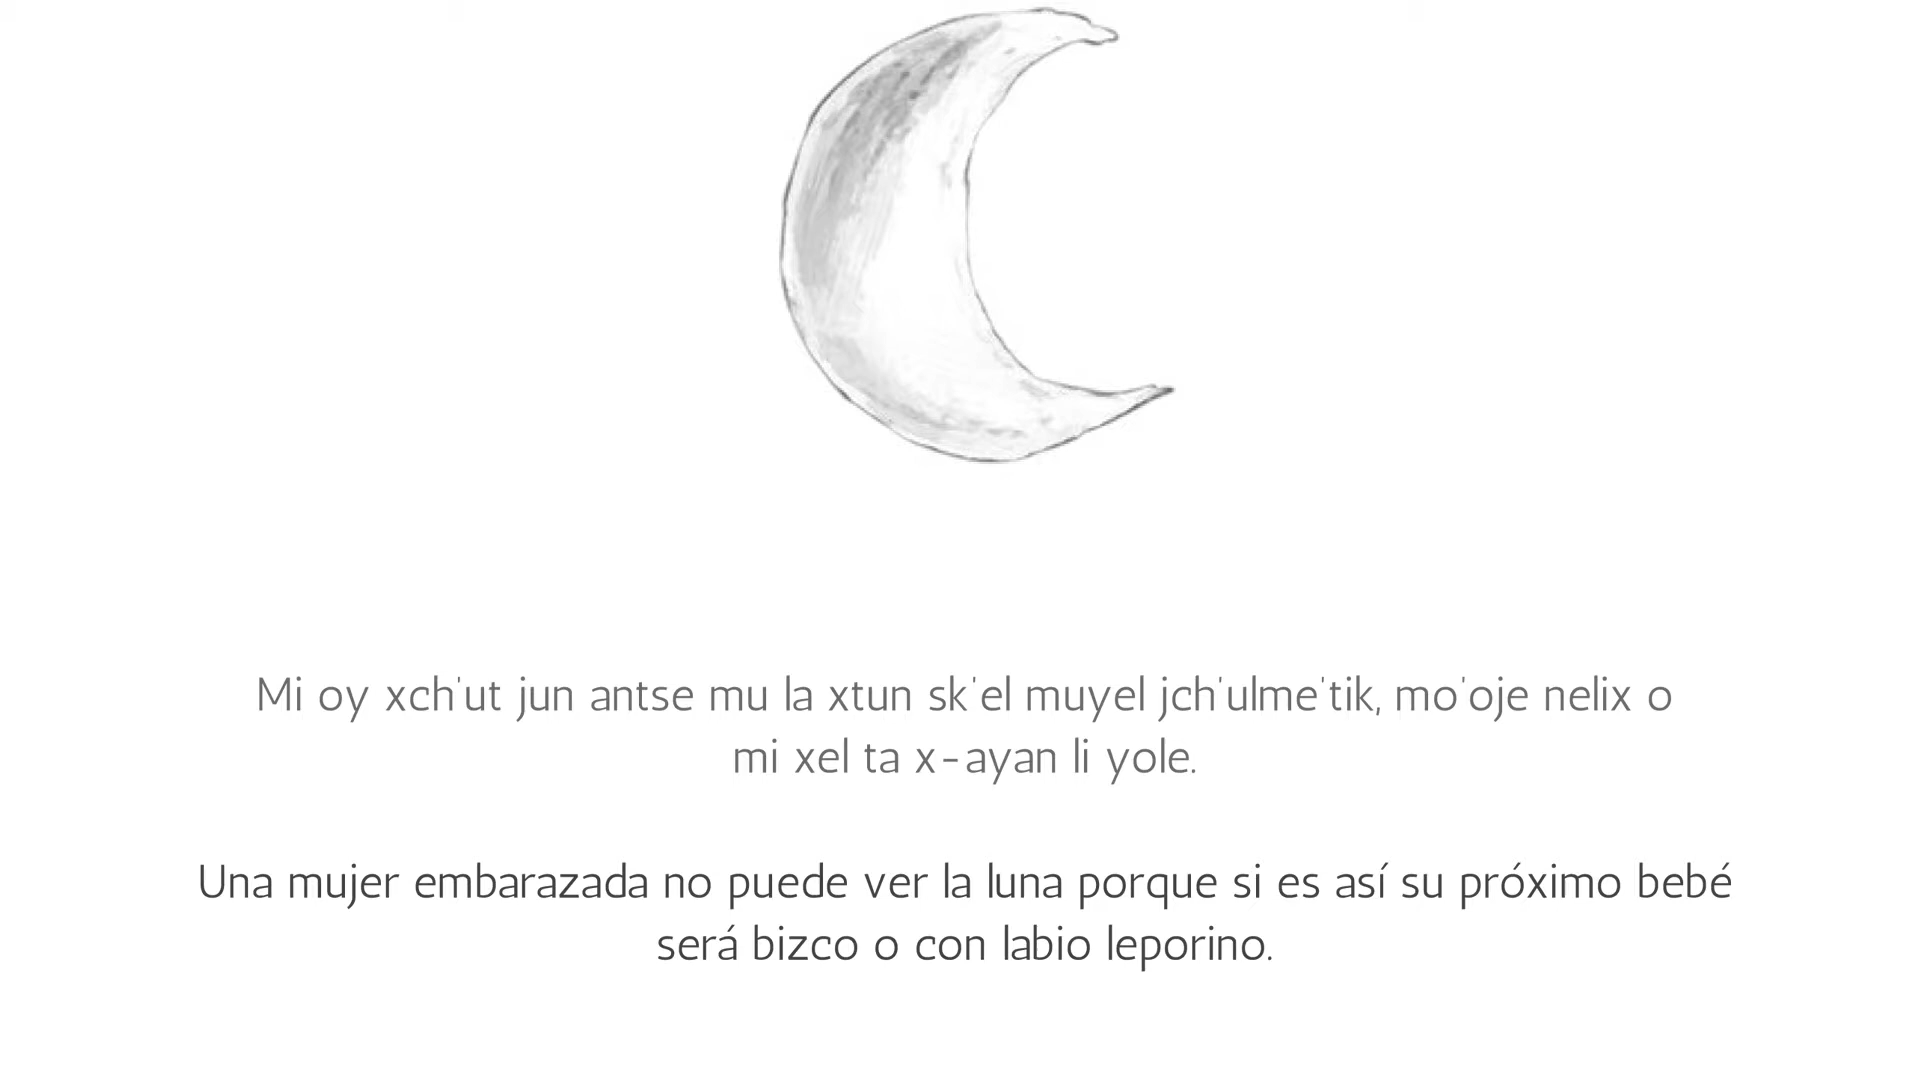 Mi oy xch'ut jun antse mu la xtun sk'el muyel jch'ulme'tik, mo'oje nelix o
mi xel ta x-ayan li yole.
Una mujer embarazada no puede ver la luna porque si es así su próximo bebé
será bizco o con labio leporino.